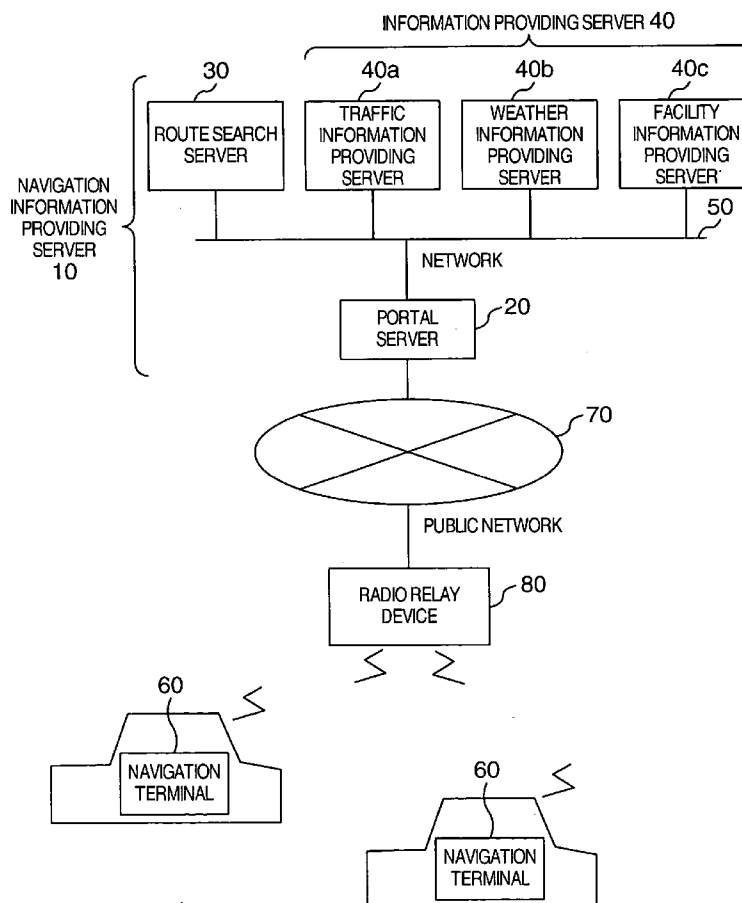 INFORMATION PROVIDING SERVER 40
30
40a
40b
40c
ROUTE SEARCH
SERVER
TRAFFIC
INFORMATION
PROVIDING
SERVER
WEATHER
INFORMATION
PROVIDING
SERVER
FACILITY
INFORMATION
PROVIDING
SERVER
NAVIGATION
INFORMATION
PROVIDING
SERVER
10
50
NETWORK
20
PORTAL
SERVER
70
PUBLIC NETWORK
80
RADIO RELAY
DEVICE
60
NAVIGATION
TERMINAL
60
NAVIGATION
TERMINAL